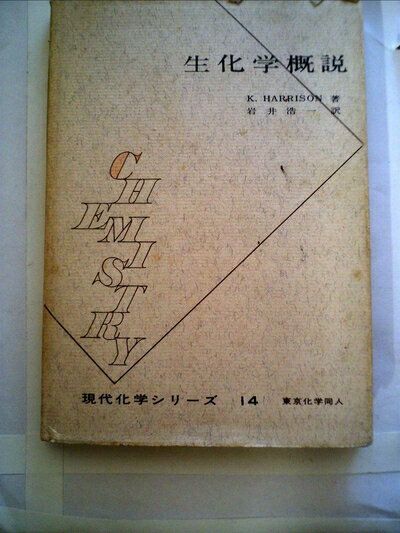 生化学概説
K. HARRISON 著
岩井浩一 訳
CHEMISTRY
現代化学シリーズ 14 東京化学同人